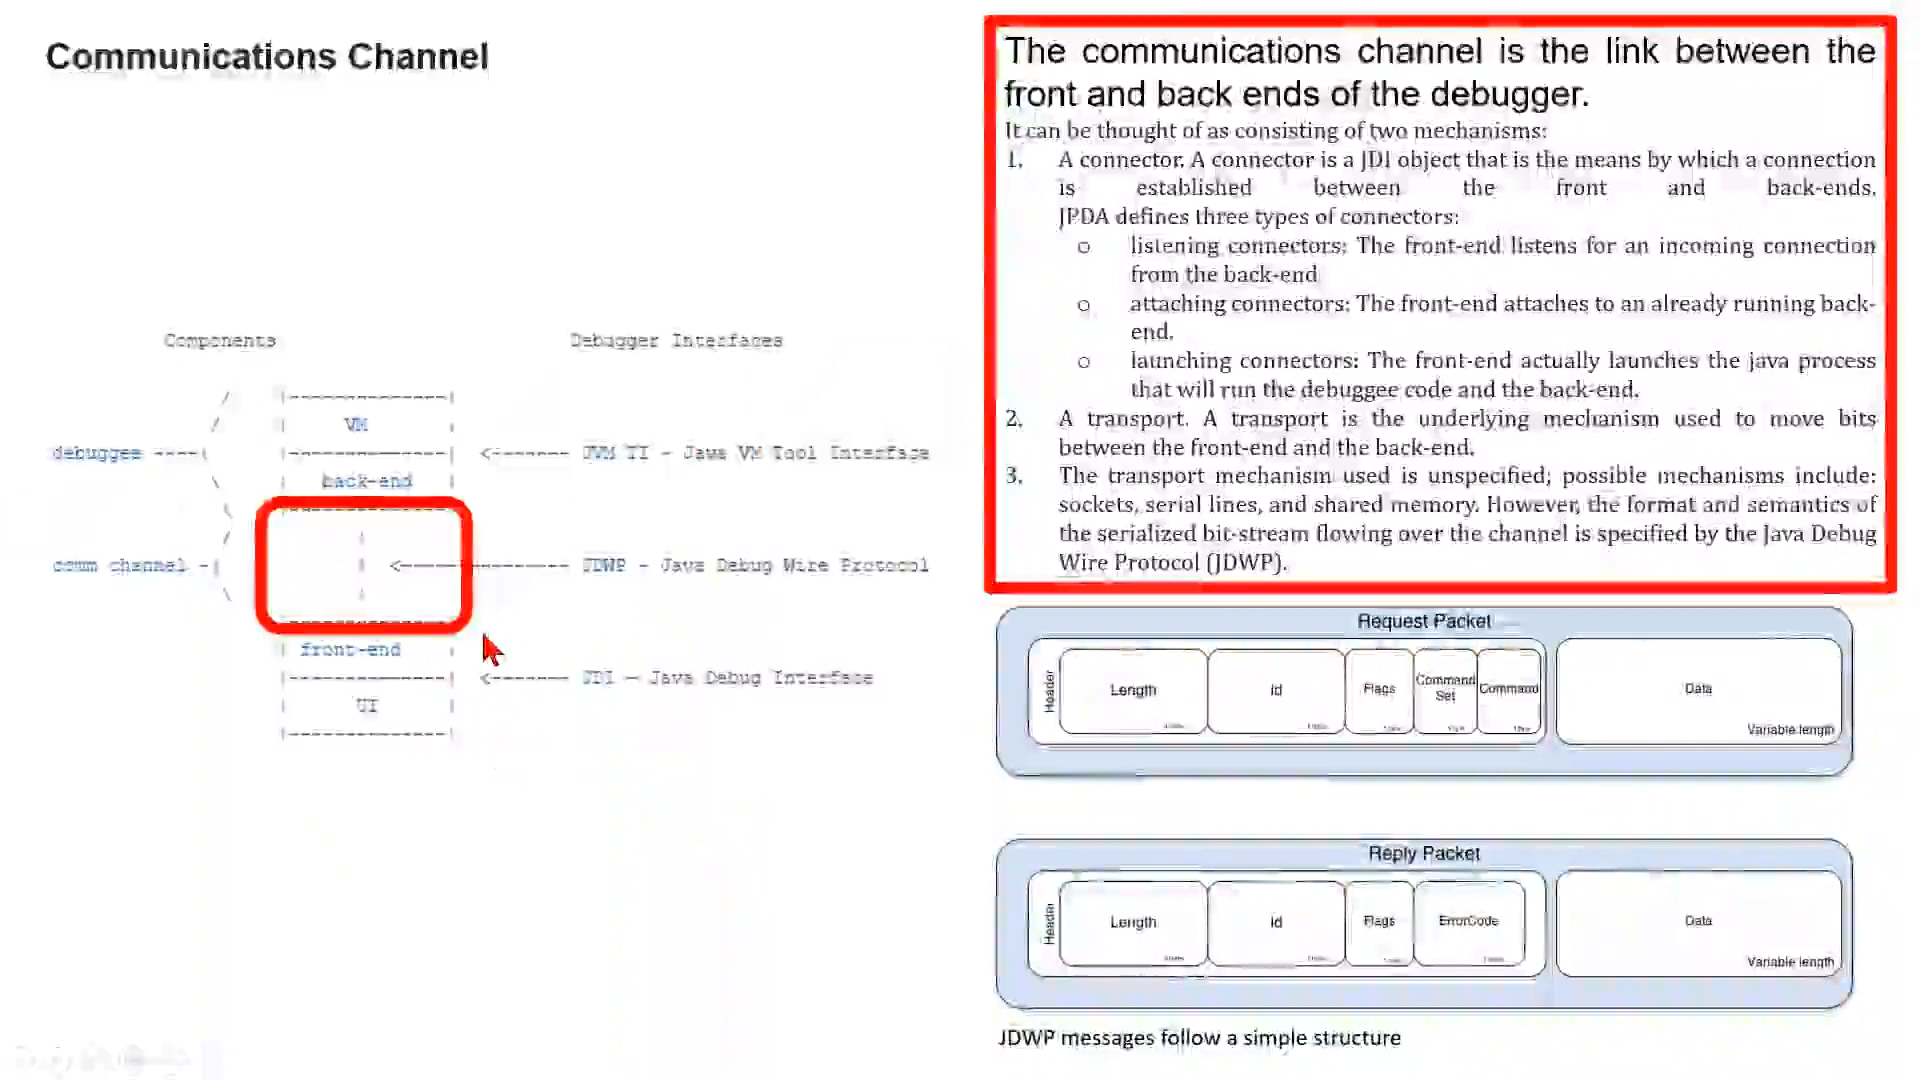 Communications Channel
The communications channel is the link between the
front and back ends of the debugger.
It can be thought of as consisting of two mechanisms:
1. A connector. A connector is a JDI object that is the means by which a connection
is established between the front and back-ends.
JPDA defines three types of connectors:
o listening connectors: The front-end listens for an incoming connection
from the back-end
o attaching connectors: The front-end attaches to an already running back-
end.
o launching connectors: The front-end actually launches the java process
that will run the debuggee code and the back-end.
2. A transport. A transport is the underlying mechanism used to move bits
between the front-end and the back-end.
3. The transport mechanism used is unspecified; possible mechanisms include:
sockets, serial lines, and shared memory. However, the format and semantics of
the serialized bit-stream flowing over the channel is specified by the Java Debug
Wire Protocol (JDWP).
Components Debugger Interfaces
VM
debuggee JVM TI - Java VM Tool Interface
back-end
comm channel JDWP - Java Debug Wire Protocol
front-end
JDI - Java Debug Interface
UI
Request Packet
Header Length Id Flags Command Set Command Data
Variable length
Reply Packet
Header Length Id Flags ErrorCode Data
Variable length
JDWP messages follow a simple structure